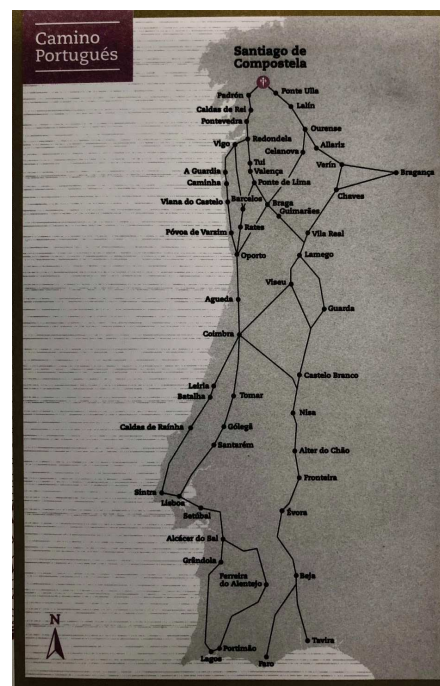 Camino
Portugués
Santiago de
Compostela
Padrón
Ponte Ulla
Caldas de Rei
Lalín
Pontevedra
Ourense
Redondela
Allariz
Vigo
Celanova
Tui
Verín
A Guardia
Valença
Bragança
Caminha
Ponte de Lima
Chaves
Viana do Castelo
Barcelos
Braga
Guimarães
Póvoa de Varzim
Rates
Vila Real
Oporto
Lamego
Viseu
Agueda
Guarda
Coimbra
Castelo Branco
Leiria
Batalha
Tomar
Nisa
Caldas de Rainha
Gólegã
Santarém
Alter do Chão
Fronteira
Sintra
Lisboa
Setúbal
Évora
Alcácer do Sal
Grândola
Ferreira
do Alentejo
Beja
N
Portimão
Tavira
Lagos
Faro